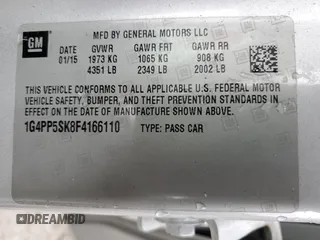 GM
MFD BY GENERAL MOTORS LLC
01/15 GVWR GAWR FRT GAWR RR
1973 KG 1065 KG 908 KG
4351 LB 2349 LB 2002 LB
THIS VEHICLE CONFORMS TO ALL APPLICABLE U.S. FEDERAL MOTOR
VEHICLE SAFETY, BUMPER, AND THEFT PREVENTION STANDARDS
IN EFFECT ON THE DATE OF MANUFACTURE SHOWN ABOVE.
1G4PP5SK8F4166110 TYPE: PASS CAR
© BIDFAX